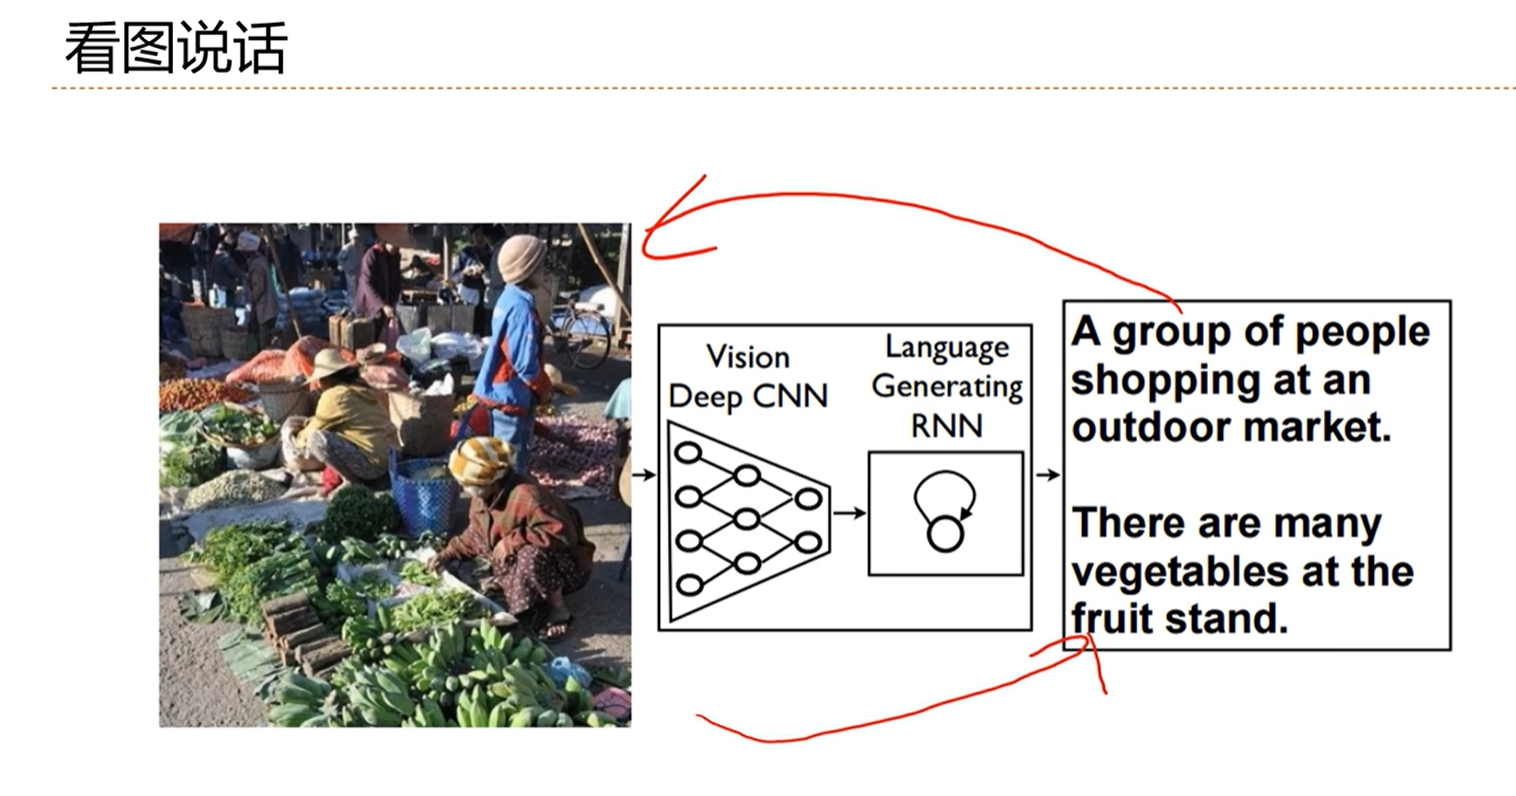 看图说话
Vision
Deep CNN
Language
Generating
RNN
A group of people
shopping at an
outdoor market.
There are many
vegetables at the
fruit stand.